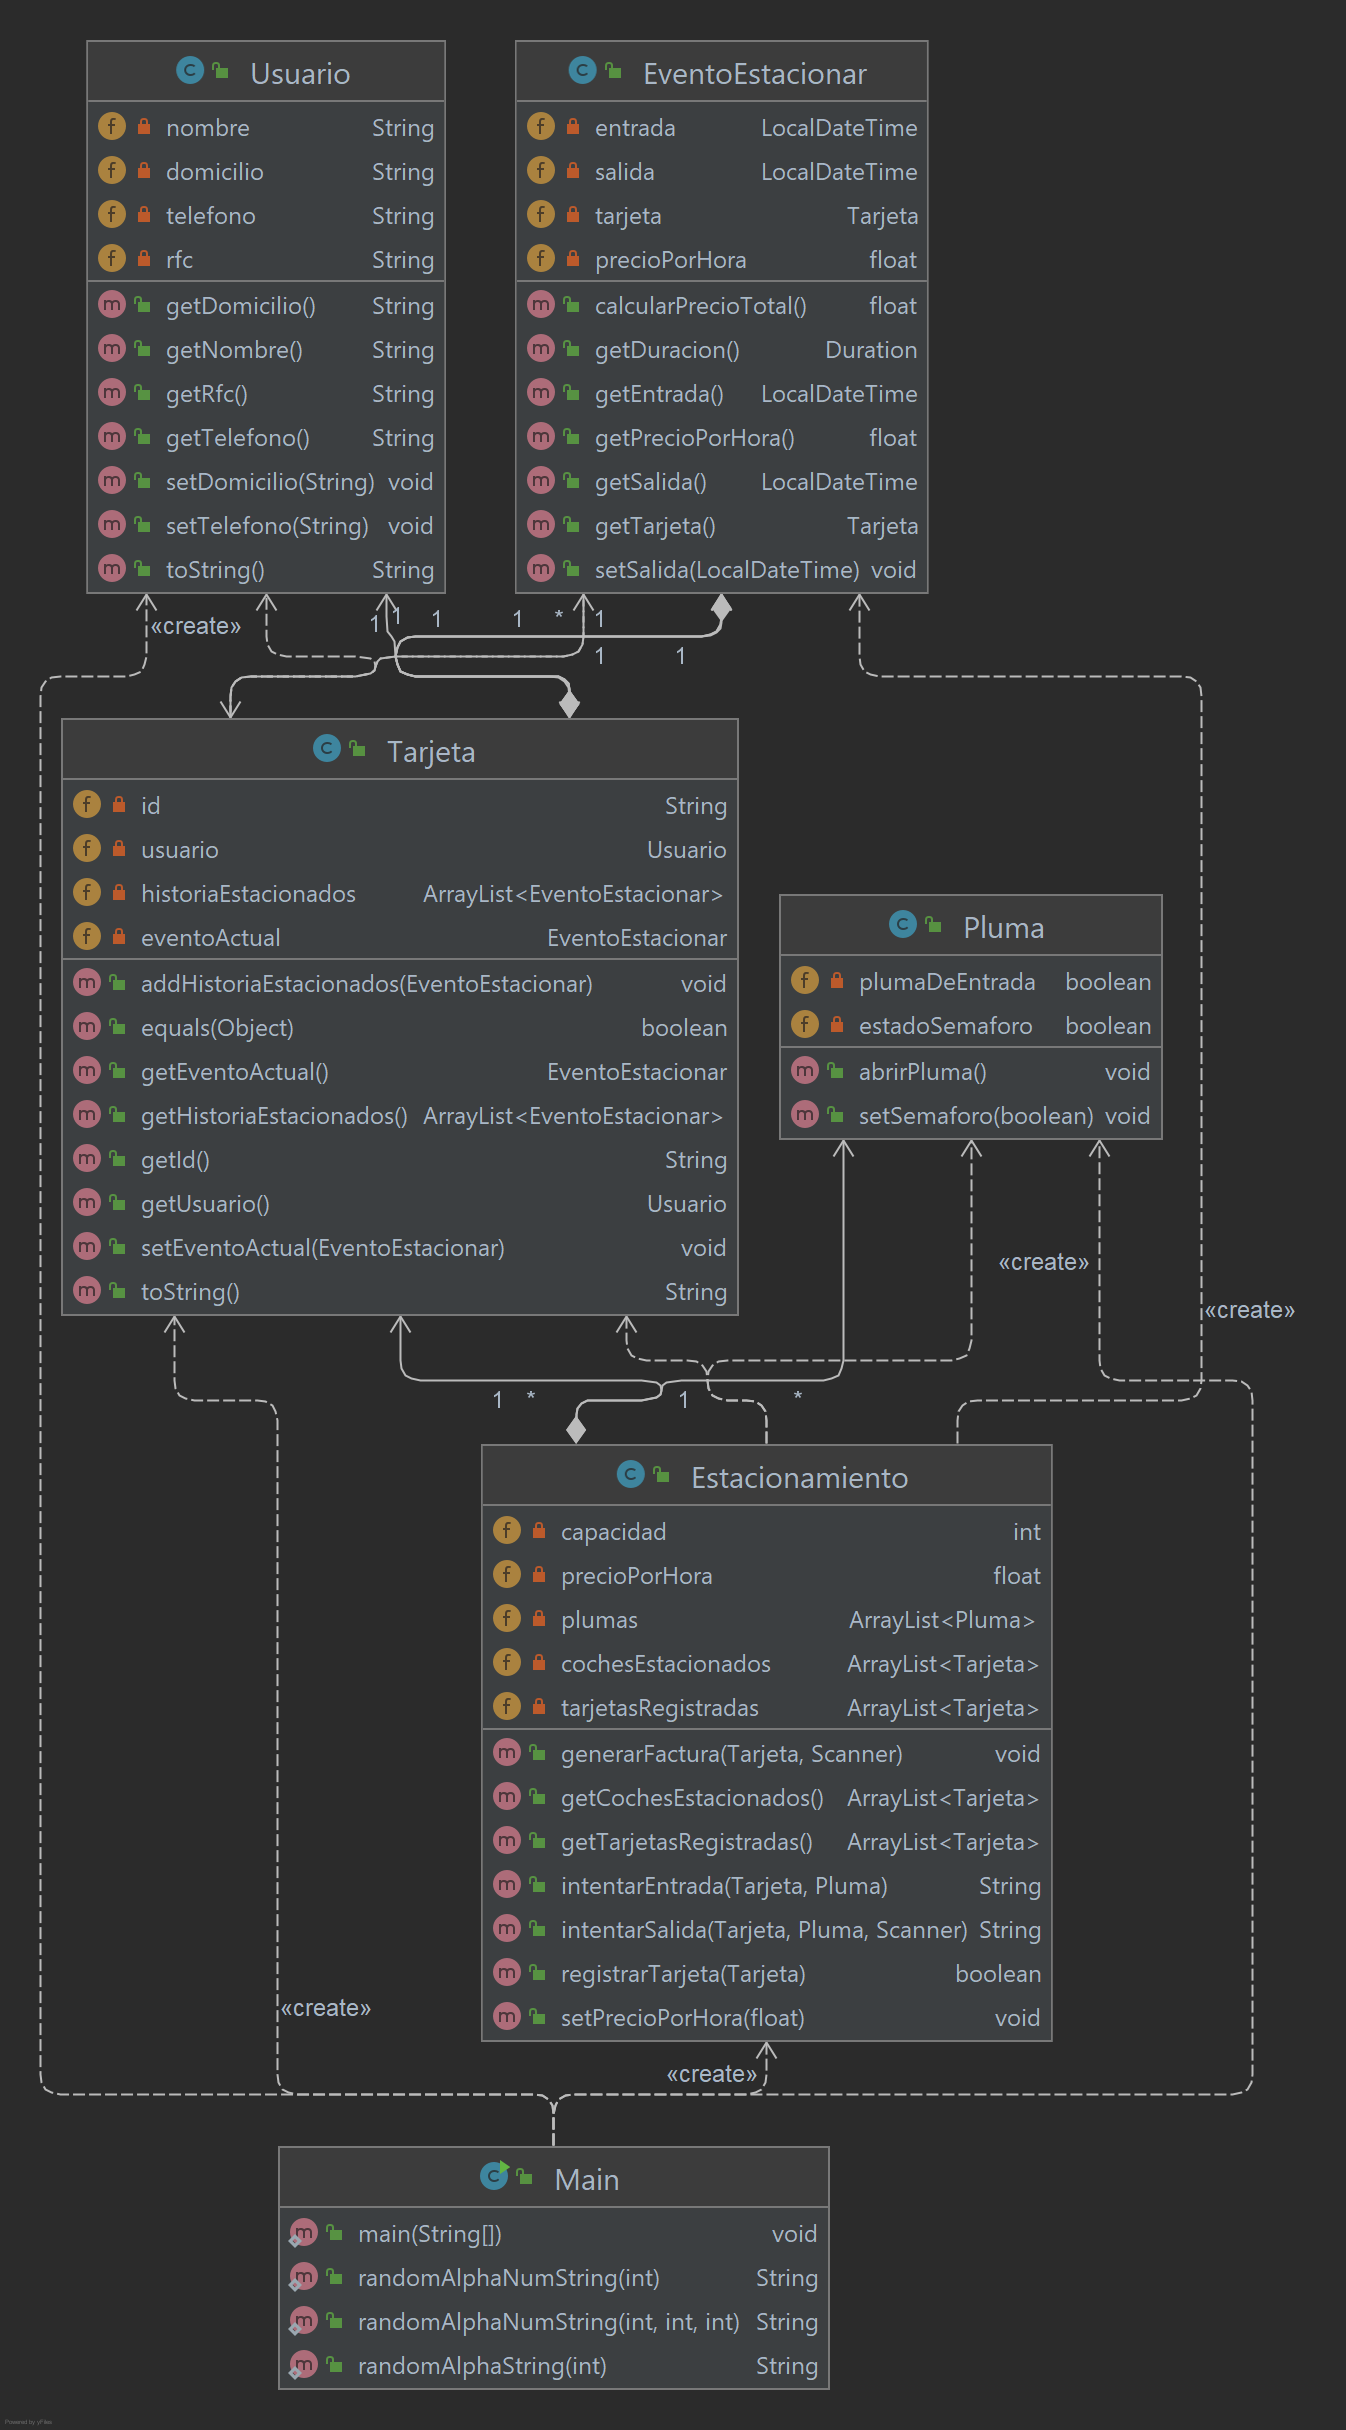 Usuario
nombre String
domicilio String
telefono String
rfc String
getDomicilio() String
getNombre() String
getRfc() String
getTelefono() String
setDomicilio(String) void
setTelefono(String) void
toString() String
EventoEstacionar
entrada LocalDateTime
salida LocalDateTime
tarjeta Tarjeta
precioPorHora float
calcularPrecioTotal() float
getDuracion() Duration
getEntrada() LocalDateTime
getPrecioPorHora() float
getSalida() LocalDateTime
getTarjeta() Tarjeta
setSalida(LocalDateTime) void
«create» 1 1 1 1 * 1
1 1
Tarjeta
id String
usuario Usuario
historiaEstacionados ArrayList<EventoEstacionar>
eventoActual EventoEstacionar
addHistoriaEstacionados(EventoEstacionar) void
equals(Object) boolean
getEventoActual() EventoEstacionar
getHistoriaEstacionados() ArrayList<EventoEstacionar>
getId() String
getUsuario() Usuario
setEventoActual(EventoEstacionar) void
toString() String
Pluma
plumaDeEntrada boolean
estadoSemaforo boolean
abrirPluma() void
setSemaforo(boolean) void
«create»
«create»
1 * 1 *
Estacionamiento
capacidad int
precioPorHora float
plumas ArrayList<Pluma>
cochesEstacionados ArrayList<Tarjeta>
tarjetasRegistradas ArrayList<Tarjeta>
generarFactura(Tarjeta, Scanner) void
getCochesEstacionados() ArrayList<Tarjeta>
getTarjetasRegistradas() ArrayList<Tarjeta>
intentarEntrada(Tarjeta, Pluma) String
intentarSalida(Tarjeta, Pluma, Scanner) String
registrarTarjeta(Tarjeta) boolean
setPrecioPorHora(float) void
«create»
«create»
Main
main(String[]) void
randomAlphaNumString(int) String
randomAlphaNumString(int, int, int) String
randomAlphaString(int) String
Powered by yFiles